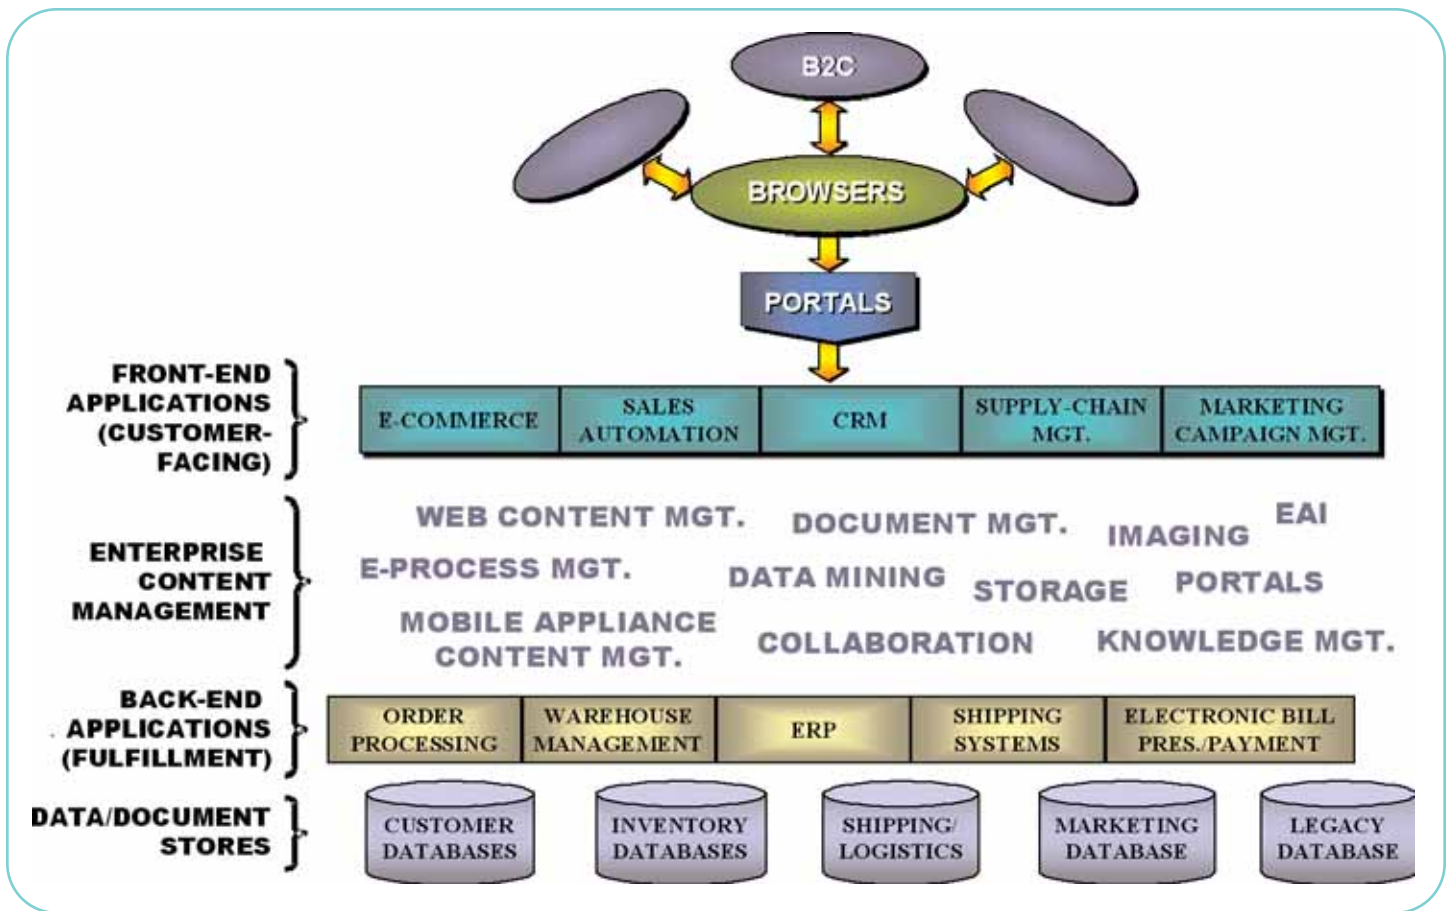 B2C
BROWSERS
PORTALS
FRONT-END
APPLICATIONS
(CUSTOMER-
FACING)
E-COMMERCE
SALES
AUTOMATION
CRM
SUPPLY-CHAIN
MGT.
MARKETING
CAMPAIGN MGT.
ENTERPRISE
CONTENT
MANAGEMENT
WEB CONTENT MGT.
DOCUMENT MGT.
IMAGING
EAI
E-PROCESS MGT.
DATA MINING
STORAGE
PORTALS
MOBILE APPLIANCE
CONTENT MGT.
COLLABORATION
KNOWLEDGE MGT.
BACK-END
APPLICATIONS
(FULFILLMENT)
ORDER
PROCESSING
WAREHOUSE
MANAGEMENT
ERP
SHIPPING
SYSTEMS
ELECTRONIC BILL
PRES./PAYMENT
DATA/DOCUMENT
STORES
CUSTOMER
DATABASES
INVENTORY
DATABASES
SHIPPING/
LOGISTICS
MARKETING
DATABASE
LEGACY
DATABASE